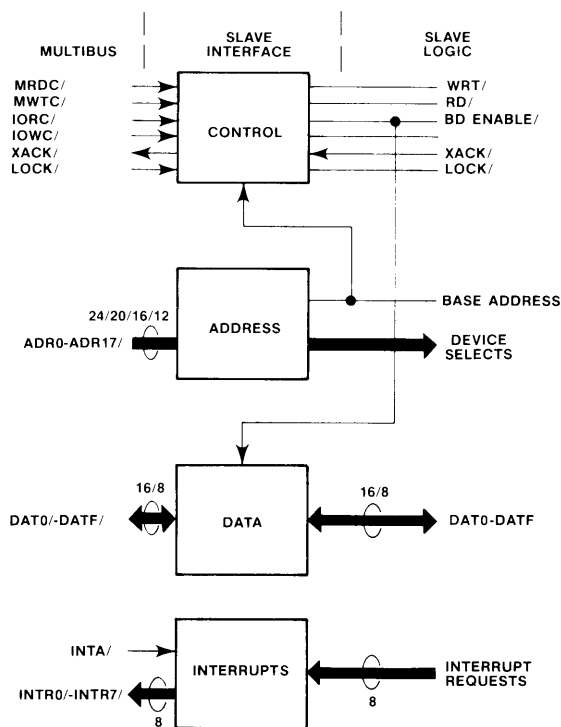 MULTIBUS
SLAVE
INTERFACE
SLAVE
LOGIC
MRDC/
MWTC/
IORC/
IOWC/
XACK/
LOCK/
CONTROL
WRT/
RD/
BD ENABLE/
XACK/
LOCK/
24/20/16/12
ADR0-ADR17/
ADDRESS
BASE ADDRESS
DEVICE
SELECTS
16/8
DAT0/-DATF/
DATA
16/8
DAT0-DATF
INTA/
INTR0/-INTR7/
8
INTERRUPTS
8
INTERRUPT
REQUESTS